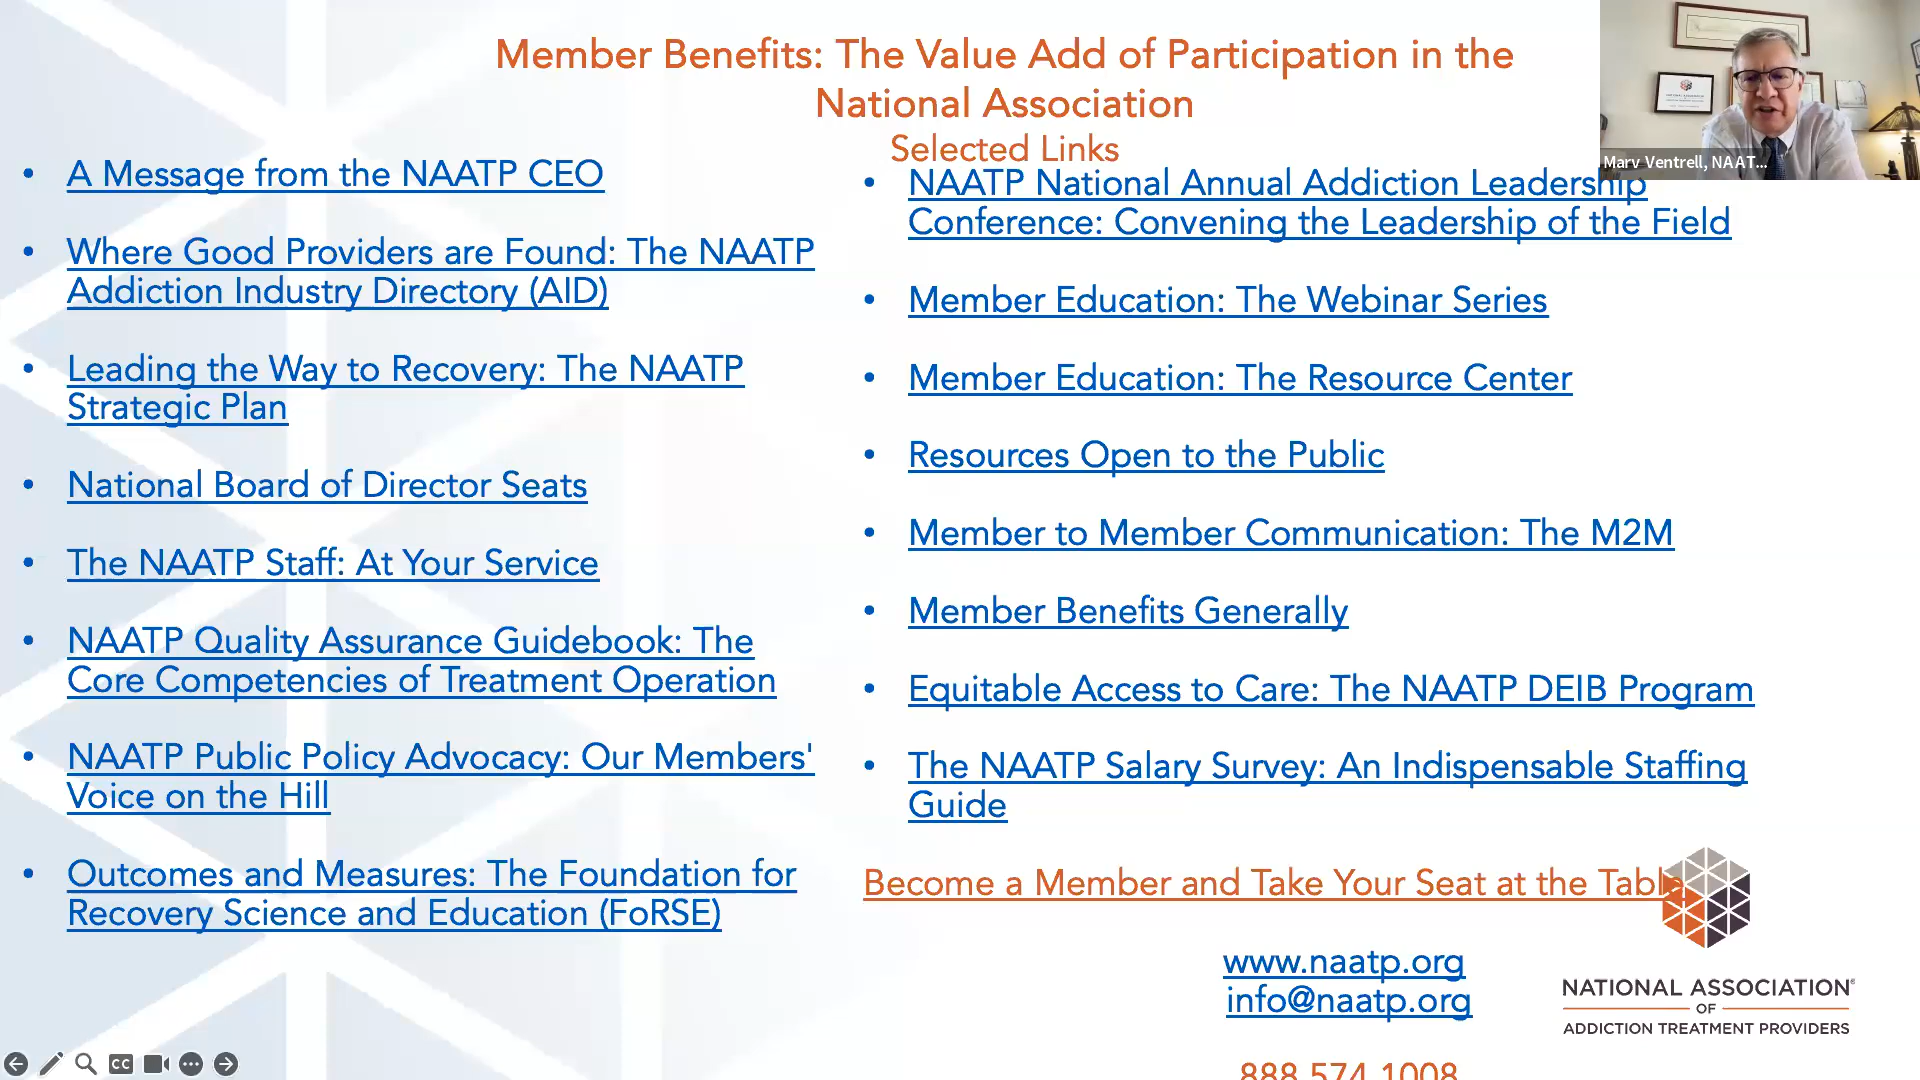 Member Benefits: The Value Add of Participation in the
National Association
Selected Links
• A Message from the NAATP CEO
• Where Good Providers are Found: The NAATP
Addiction Industry Directory (AID)
• Leading the Way to Recovery: The NAATP
Strategic Plan
• National Board of Director Seats
• The NAATP Staff: At Your Service
• NAATP Quality Assurance Guidebook: The
Core Competencies of Treatment Operation
• NAATP Public Policy Advocacy: Our Members'
Voice on the Hill
• Outcomes and Measures: The Foundation for
Recovery Science and Education (FoRSE)
• NAATP National Annual Addiction Leadership
Conference: Convening the Leadership of the Field
• Member Education: The Webinar Series
• Member Education: The Resource Center
• Resources Open to the Public
• Member to Member Communication: The M2M
• Member Benefits Generally
• Equitable Access to Care: The NAATP DEIB Program
• The NAATP Salary Survey: An Indispensable Staffing
Guide
Become a Member and Take Your Seat at the Table
www.naatp.org
info@naatp.org
888.574.1008
Marv Ventrell, NAAT...
NATIONAL ASSOCIATION®
OF
ADDICTION TREATMENT PROVIDERS
CC